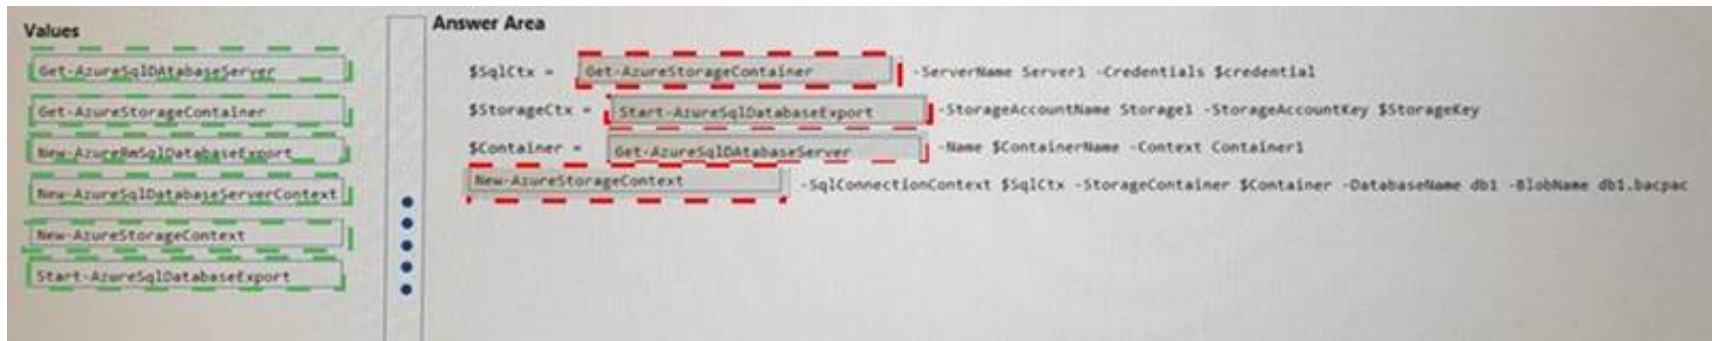 Values
Get-AzureSqlDAtabaseServer
Get-AzureStorageContainer
New-AzureRmSqlDatabaseExport
New-AzureSqlDatabaseServerContext
New-AzureStorageContext
Start-AzureSqlDatabaseExport
Answer Area
$SqlCtx = Get-AzureStorageContainer -ServerName Server1 -Credentials $credential
$StorageCtx = Start-AzureSqlDatabaseExport -StorageAccountName Storage1 -StorageAccountKey $StorageKey
$Container = Get-AzureSqlDAtabaseServer -Name $ContainerName -Context Container1
New-AzureStorageContext -SqlConnectionContext $SqlCtx -StorageContainer $Container -DatabaseName db1 -BlobName db1.bacpac